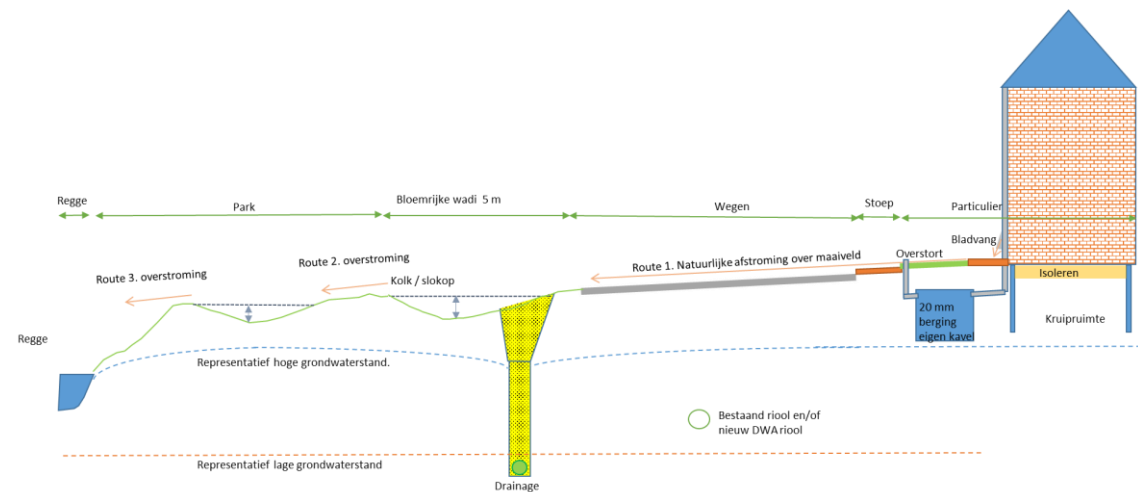 Regge
Park
Bloemrijke wadi 5 m
Wegen
Stoep
Particulier
Bladvang
Overstort
Route 1. Natuurlijke afstroming over maaiveld
Route 2. overstroming
Route 3. overstroming
Kolk / slokop
Isoleren
20 mm
berging
eigen kavel
Kruipruimte
Regge
Representatief hoge grondwaterstand.
Bestaand riool en/of
nieuw DWA riool
Representatief lage grondwaterstand
Drainage